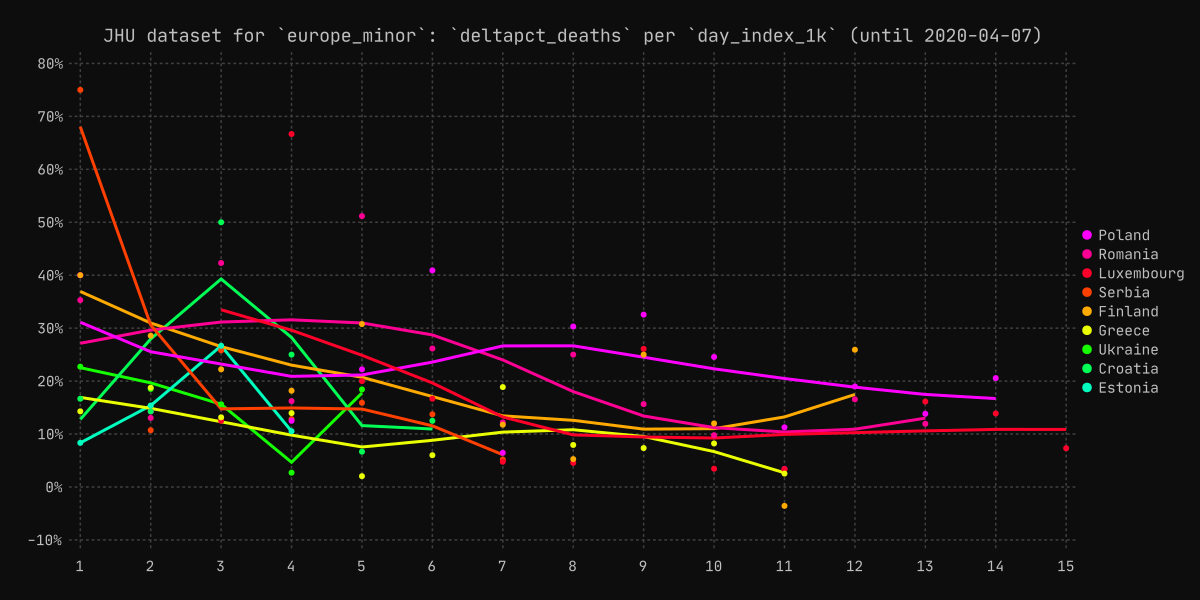 JHU dataset for `europe_minor`: `deltapct_deaths` per `day_index_1k` (until 2020-04-07)
80%
70%
60%
50%
40%
30%
20%
10%
0%
-10%
1 2 3 4 5 6 7 8 9 10 11 12 13 14 15
Poland
Romania
Luxembourg
Serbia
Finland
Greece
Ukraine
Croatia
Estonia